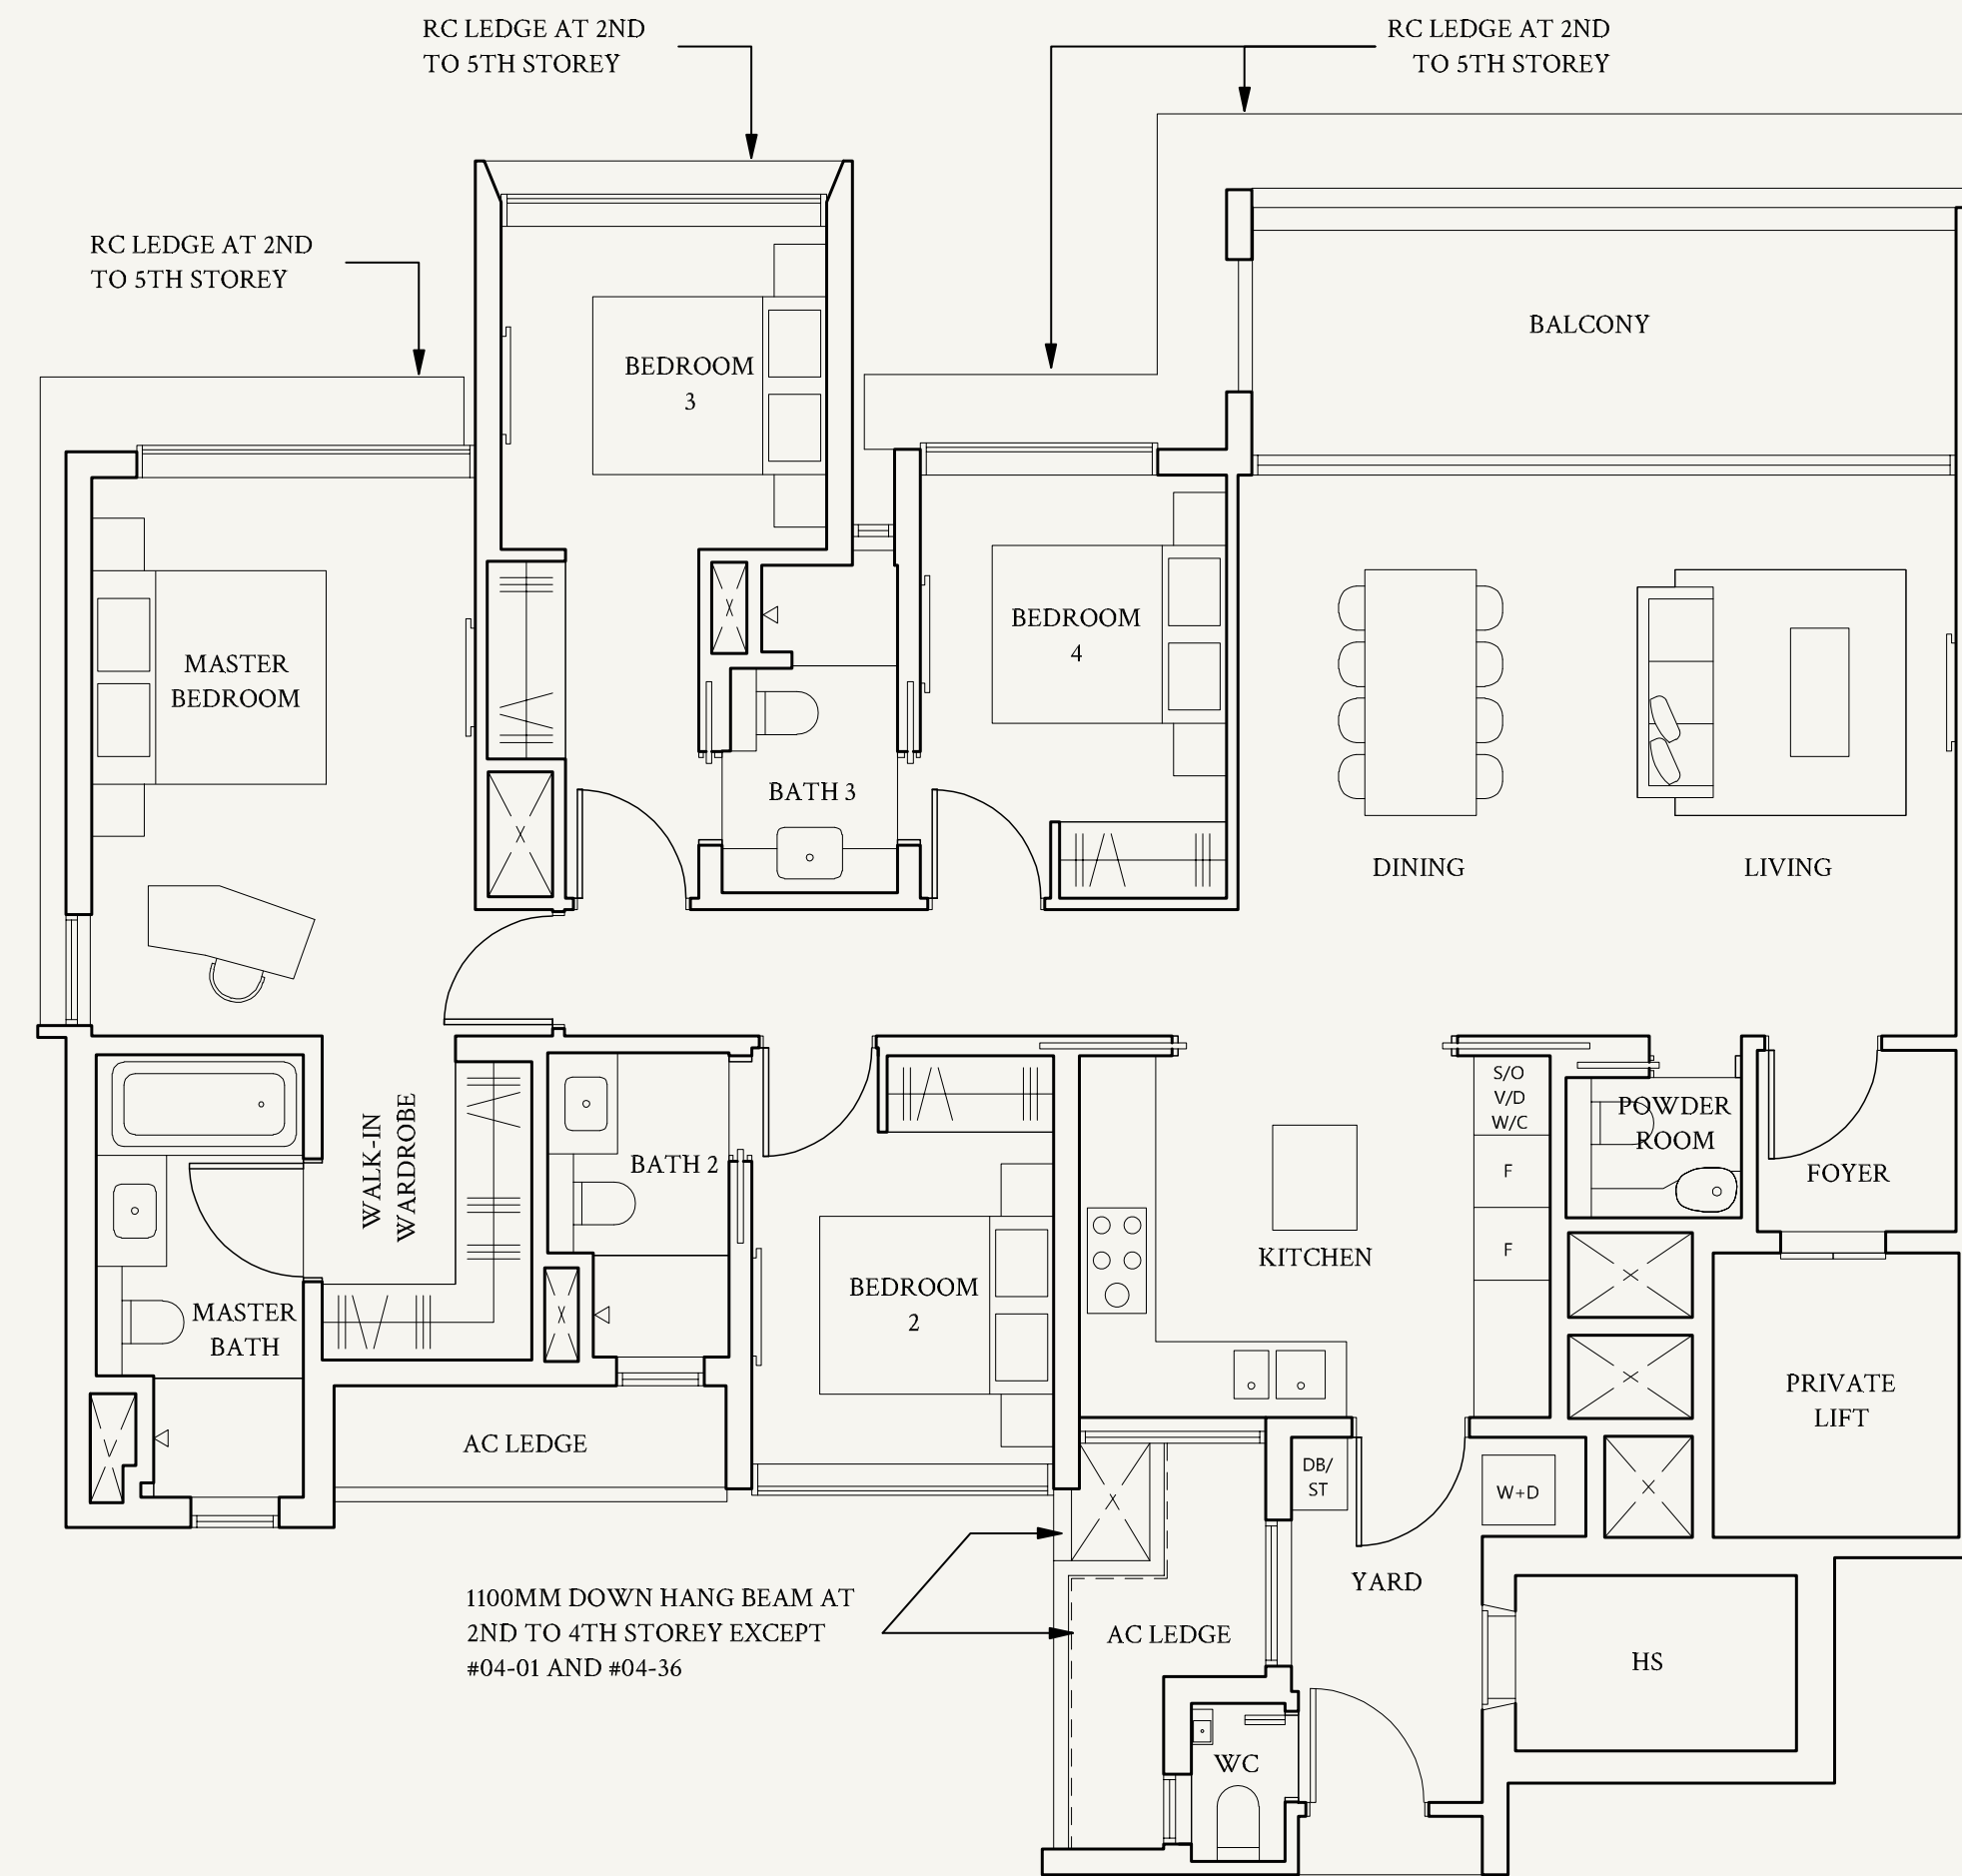 RC LEDGE AT 2ND
TO 5TH STOREY
RC LEDGE AT 2ND
TO 5TH STOREY
RC LEDGE AT 2ND
TO 5TH STOREY
BALCONY
BEDROOM
3
BEDROOM
4
MASTER
BEDROOM
BATH 3
DINING
LIVING
S/O
V/D
W/C
F
F
POWDER
ROOM
FOYER
WALK-IN
WARDROBE
BATH 2
KITCHEN
BEDROOM
2
MASTER
BATH
PRIVATE
LIFT
AC LEDGE
DB/
ST
W+D
YARD
1100MM DOWN HANG BEAM AT
2ND TO 4TH STOREY EXCEPT
#04-01 AND #04-36
AC LEDGE
HS
WC